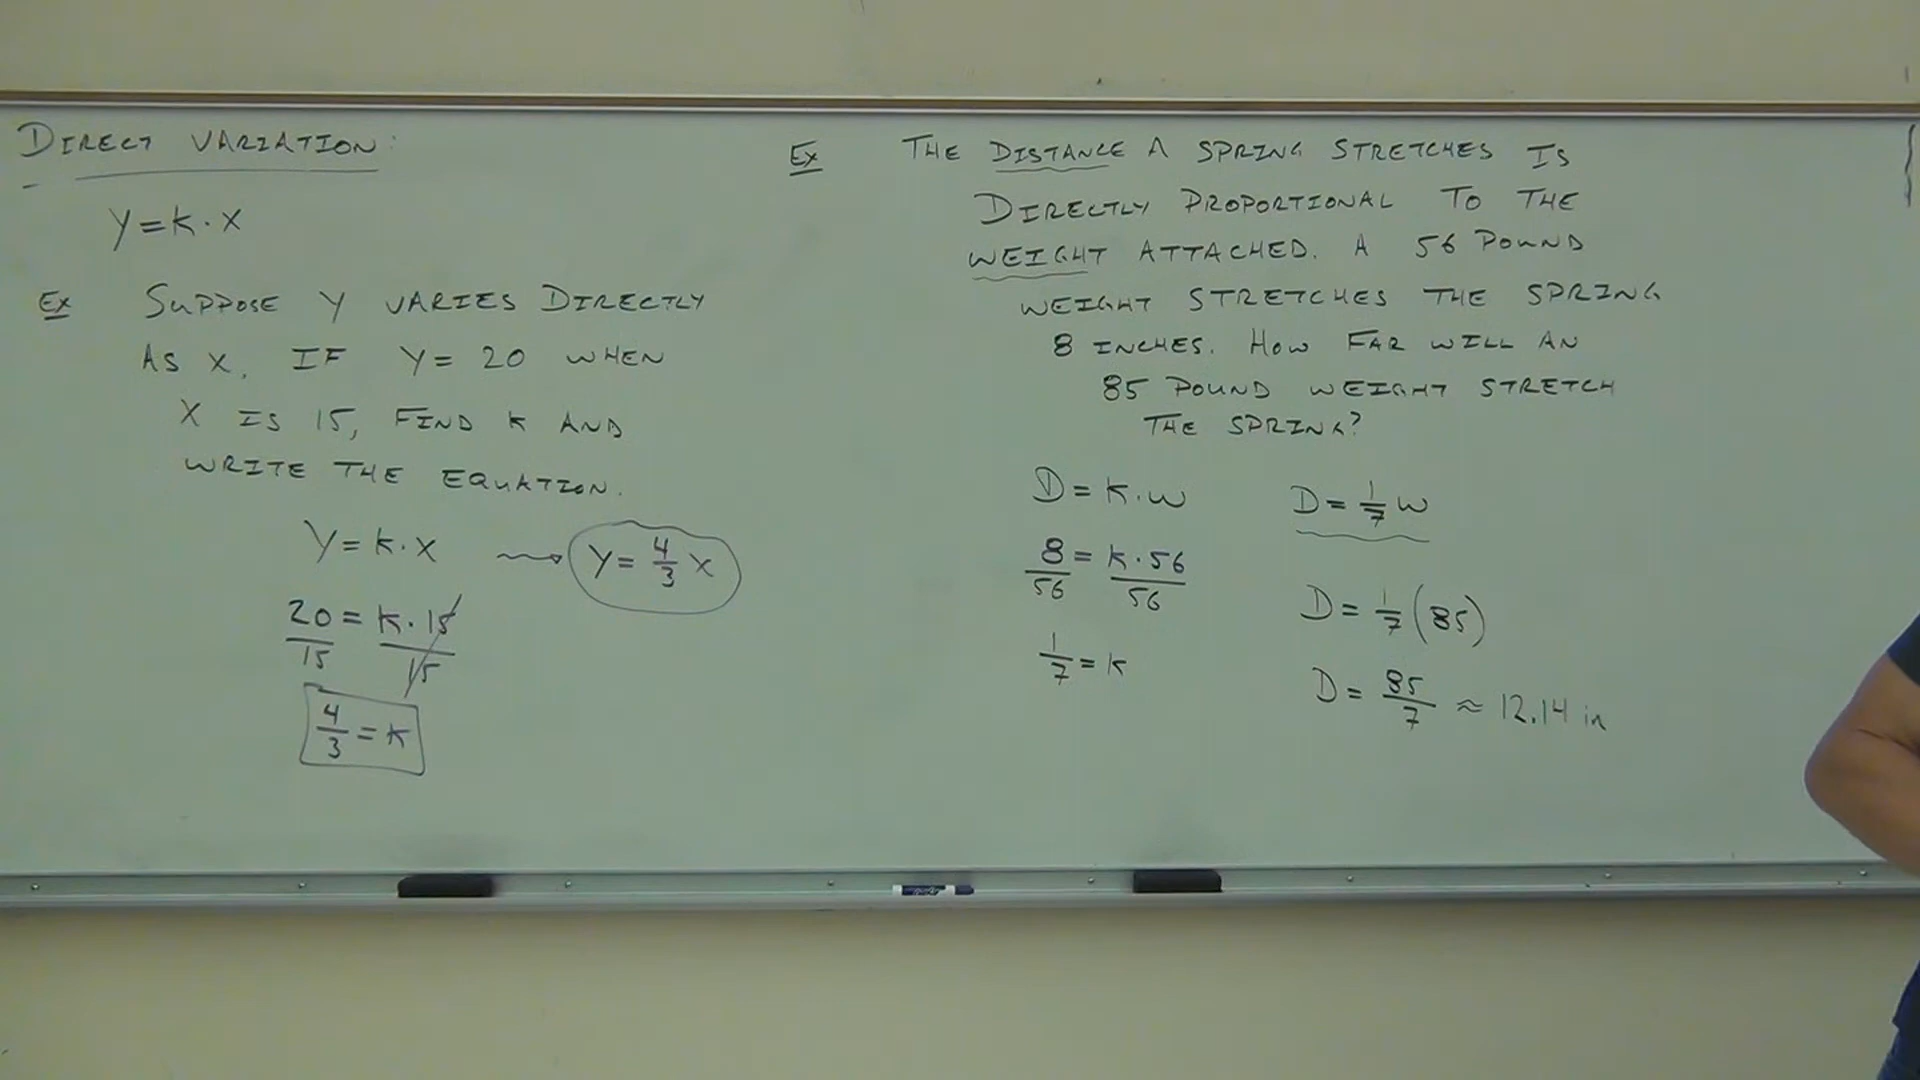 DIRECT VARIATION:
Y = K · X
Ex SUPPOSE Y VARIES DIRECTLY
AS X. IF Y = 20 WHEN
X IS 15, FIND K AND
WRITE THE EQUATION.
Y = K · X → Y = 4/3 X
20/15 = K · 15/15
4/3 = K
Ex THE DISTANCE A SPRING STRETCHES IS
DIRECTLY PROPORTIONAL TO THE
WEIGHT ATTACHED. A 56 POUND
WEIGHT STRETCHES THE SPRING
8 INCHES. HOW FAR WILL AN
85 POUND WEIGHT STRETCH
THE SPRING?
D = K · W
8/56 = K · 56/56
1/7 = K
D = 1/7 W
D = 1/7 (85)
D = 85/7 ≈ 12.14 in